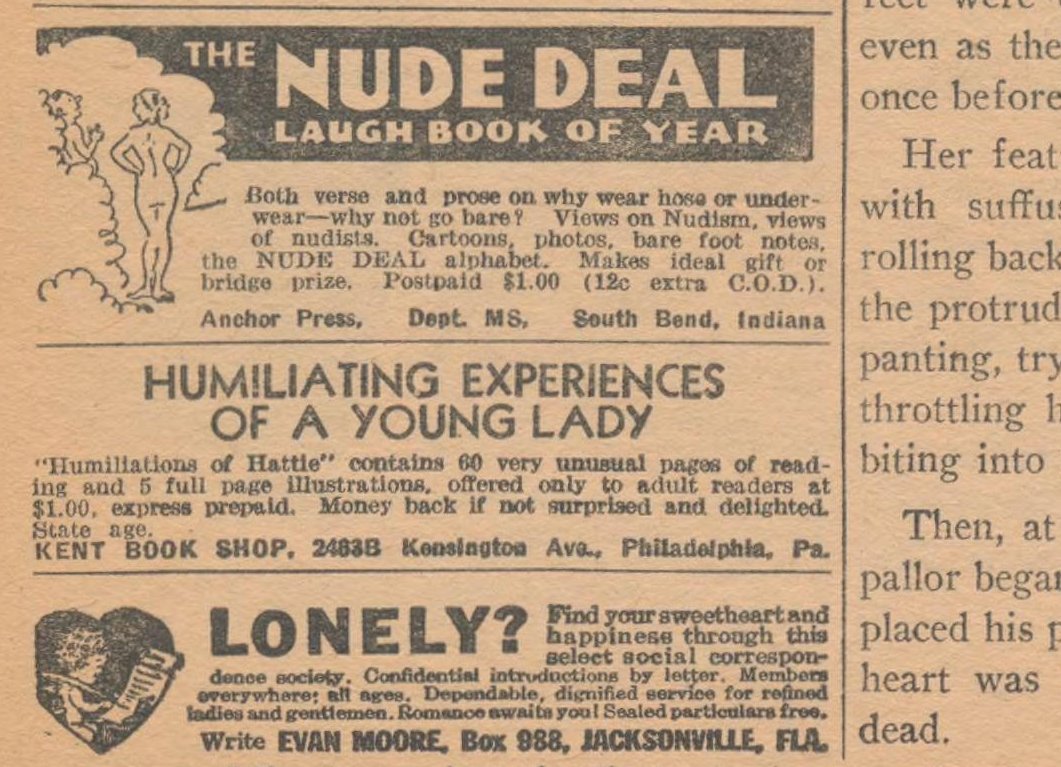 THE NUDE DEAL
LAUGH BOOK OF YEAR
Both verse and prose on why wear hose or under-
wear—why not go bare? Views on Nudism, views
of nudists. Cartoons, photos, bare foot notes,
the NUDE DEAL alphabet. Makes ideal gift or
bridge prize. Postpaid $1.00 (12c extra C.O.D.).
Anchor Press, Dept. MS, South Bend, Indiana
HUMILIATING EXPERIENCES
OF A YOUNG LADY
"Humiliations of Hattie" contains 60 very unusual pages of read-
ing and 5 full page illustrations, offered only to adult readers at
$1.00, express prepaid. Money back if not surprised and delighted.
State age.
KENT BOOK SHOP, 2463B Kensington Ave., Philadelphia, Pa.
LONELY?
Find your sweetheart and
happiness through this
select social correspon-
dence society. Confidential introductions by letter. Members
everywhere; all ages. Dependable, dignified service for refined
ladies and gentlemen. Romance awaits you! Sealed particulars free.
Write EVAN MOORE, Box 988, JACKSONVILLE, FLA.
feet were
even as the
once before
Her feat
with suffus
rolling back
the protrud
panting, try
throttling h
biting into
Then, at
pallor began
placed his p
heart was
dead.